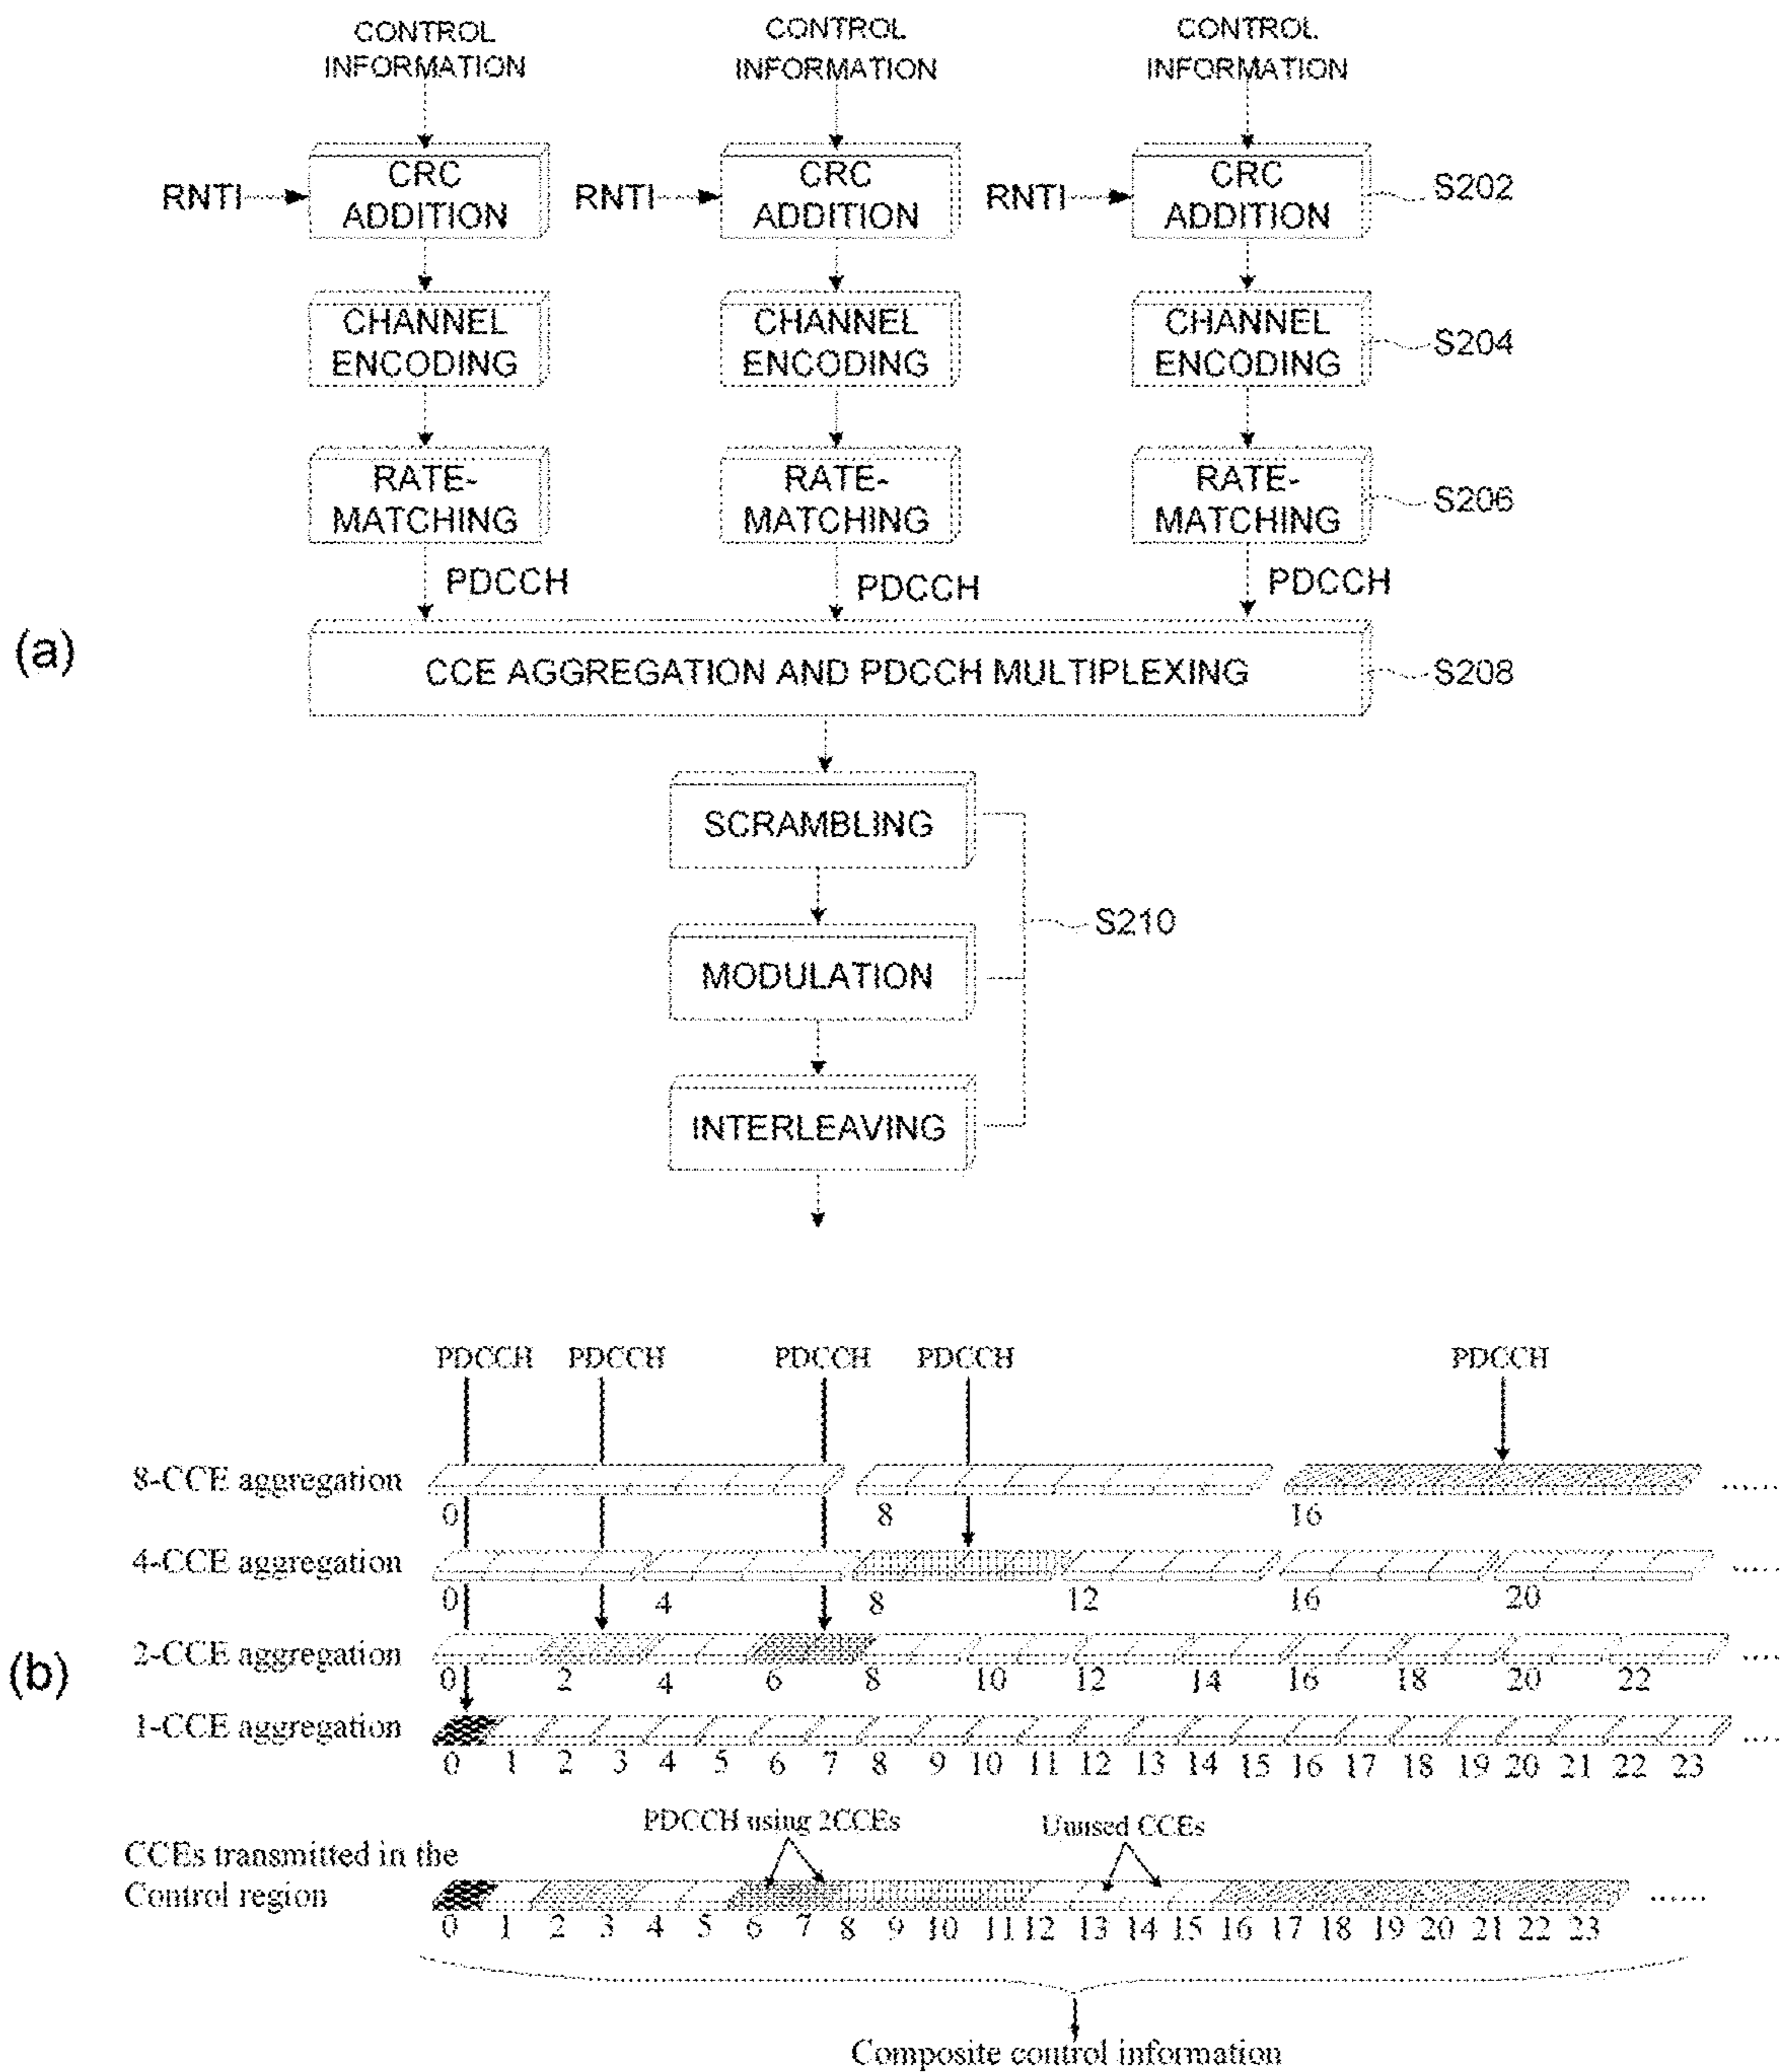 CONTROL INFORMATION
CONTROL INFORMATION
CONTROL INFORMATION
RNTI
CRC ADDITION
RNTI
CRC ADDITION
RNTI
CRC ADDITION
S202
CHANNEL ENCODING
CHANNEL ENCODING
CHANNEL ENCODING
S204
RATE-
MATCHING
RATE-
MATCHING
RATE-
MATCHING
S206
PDCCH
PDCCH
PDCCH
(a)
CCE AGGREGATION AND PDCCH MULTIPLEXING
S208
SCRAMBLING
S210
MODULATION
INTERLEAVING
PDCCH PDCCH PDCCH PDCCH PDCCH
8-CCE aggregation ......
0 8 16
4-CCE aggregation ....
0 4 8 12 16 20
(b)
2-CCE aggregation ....
0 2 4 6 8 10 12 14 16 18 20 22
1-CCE aggregation ....
0 1 2 3 4 5 6 7 8 9 10 11 12 13 14 15 16 17 18 19 20 21 22 23
PDCCH using 2CCEs Unused CCEs
CCEs transmitted in the
Control region ......
0 1 2 3 4 5 6 7 8 9 10 11 12 13 14 15 16 17 18 19 20 21 22 23
Composite control information